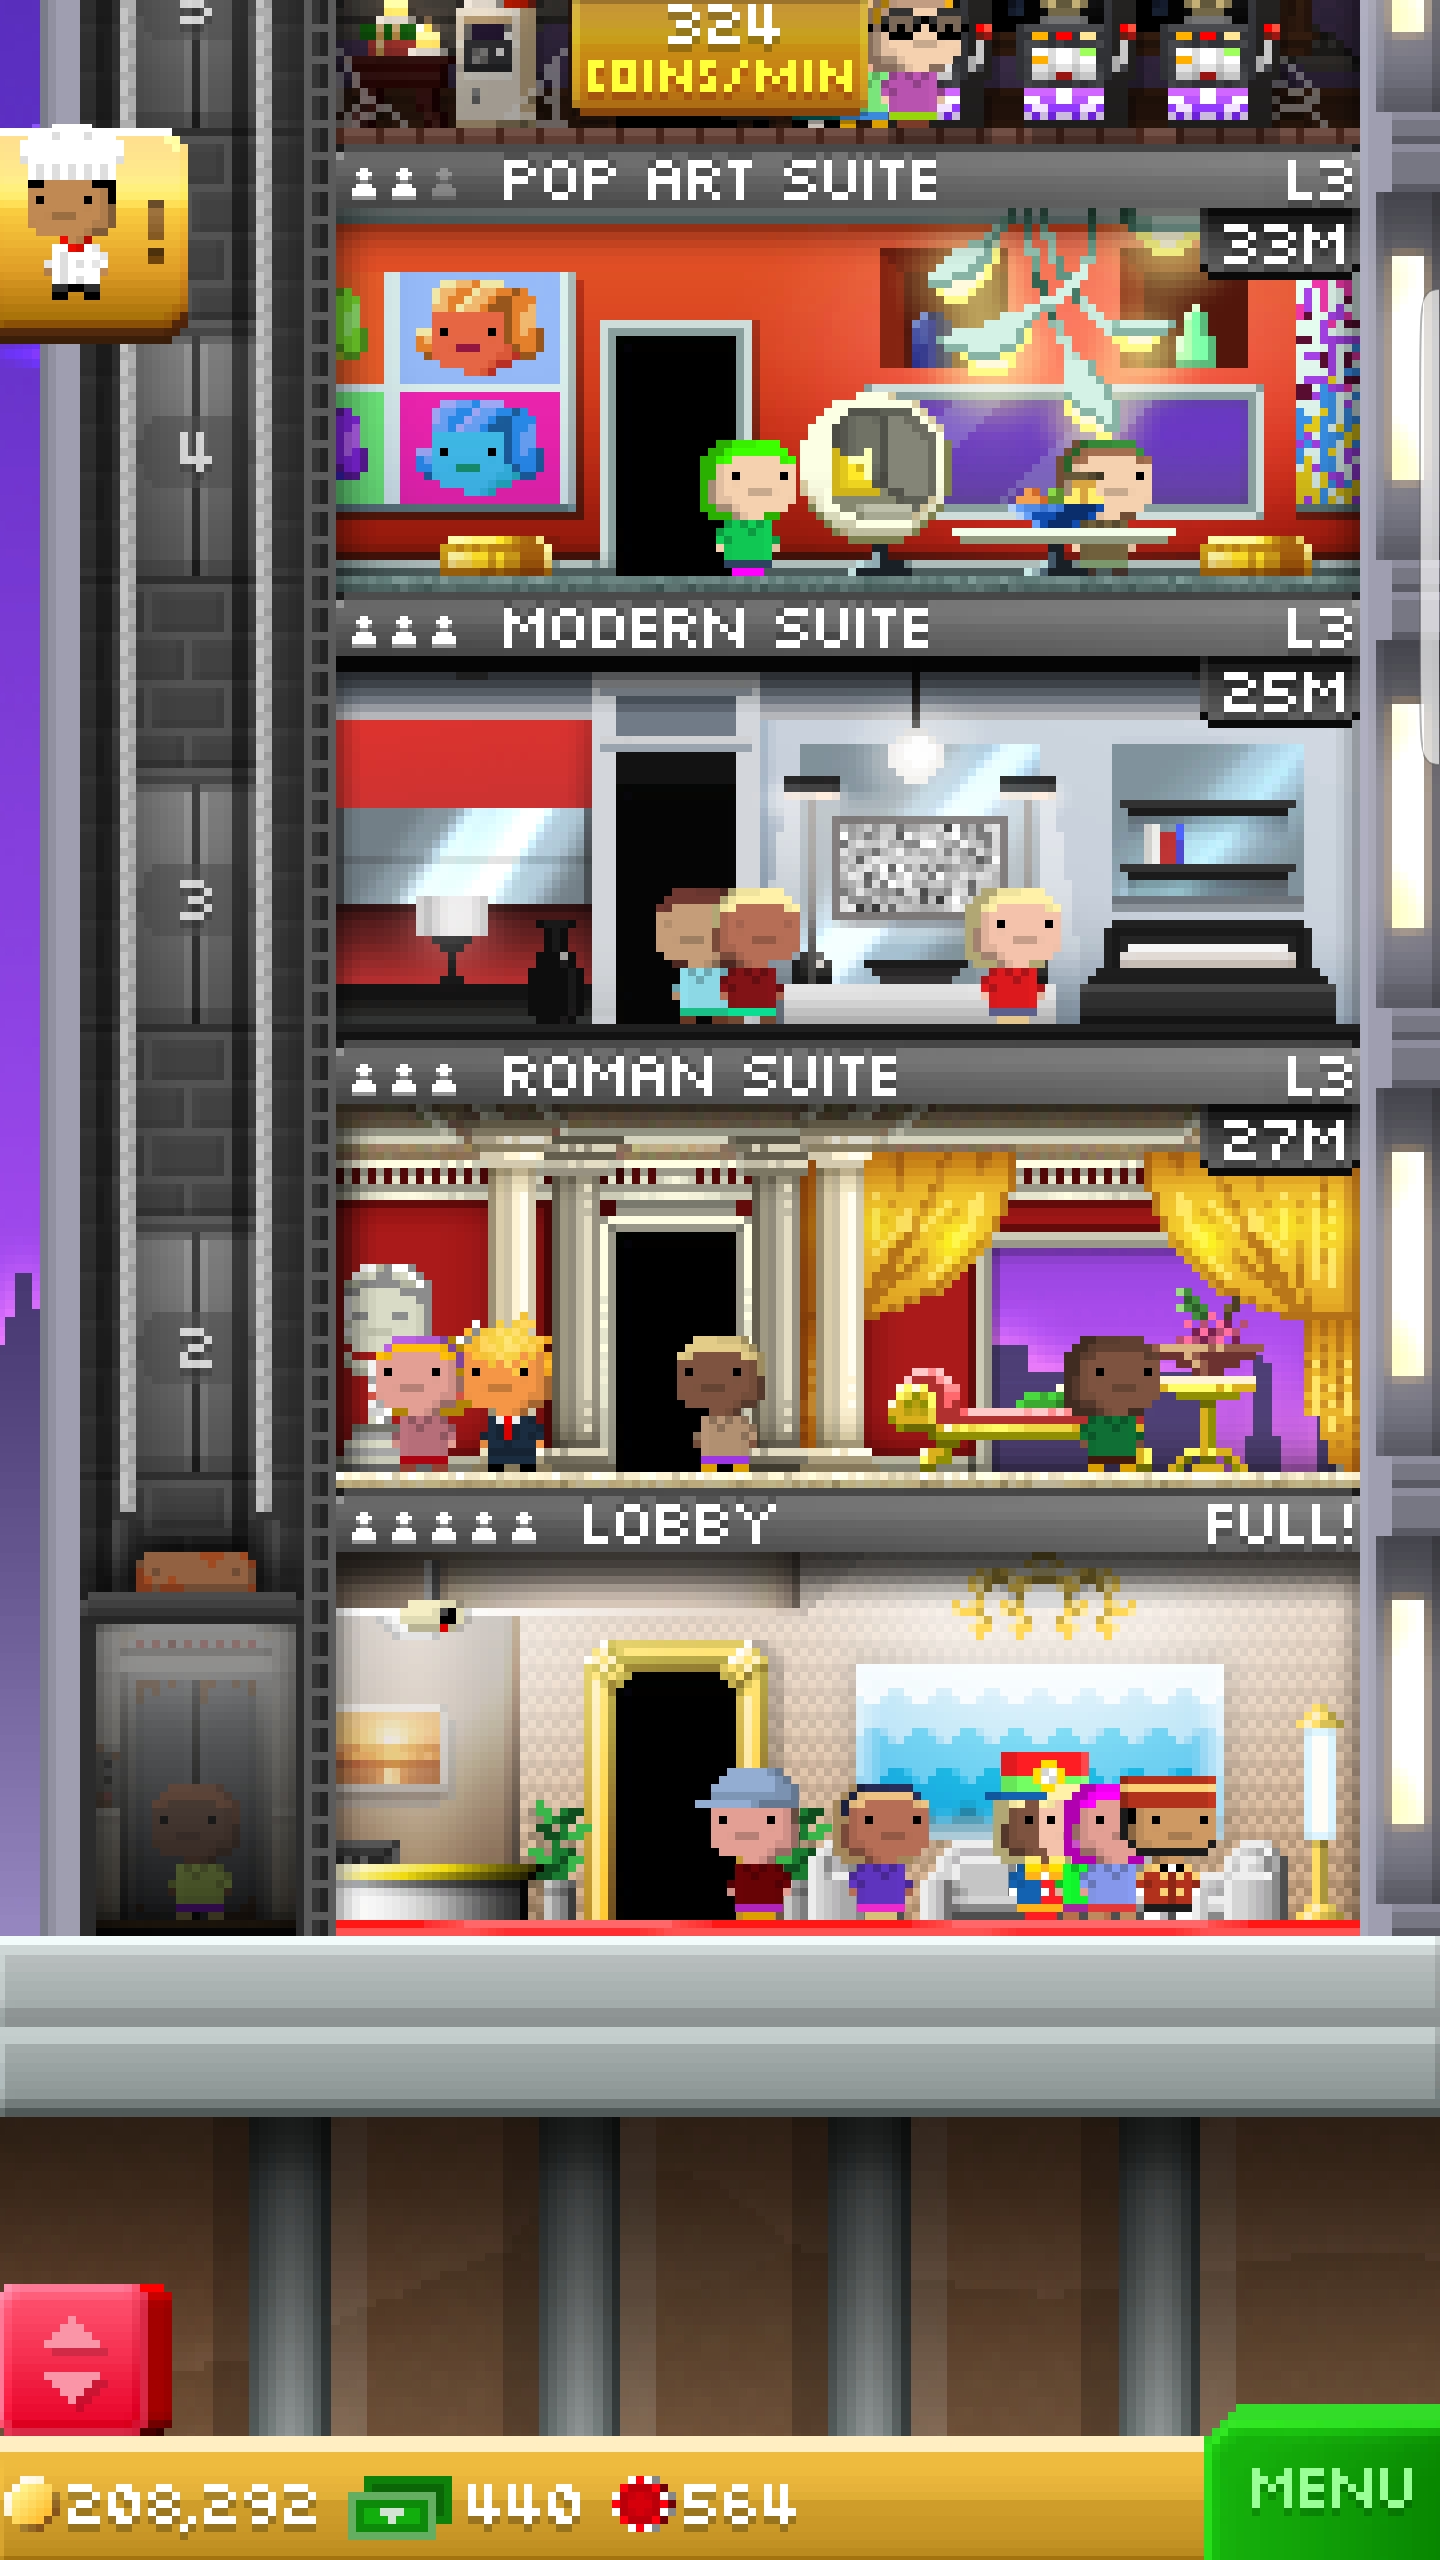 5
324
COINS/MIN
!
POP ART SUITE L3
33M
4
MODERN SUITE L3
25M
3
ROMAN SUITE L3
27M
2
LOBBY FULL!
208,292 440 564
MENU